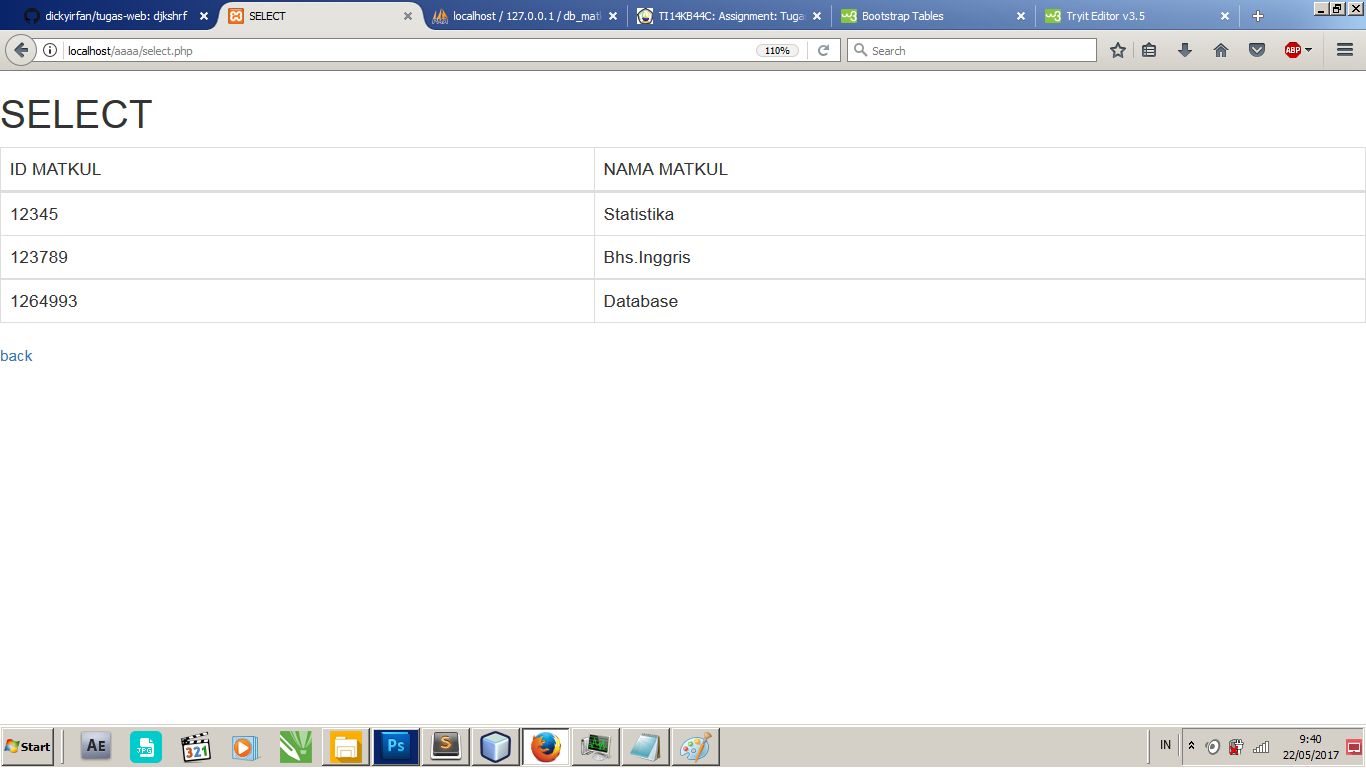 dickyirfan/tugas-web: djkshrf
SELECT
localhost / 127.0.0.1 / db_matl
TI14KB44C: Assignment: Tuga
Bootstrap Tables
Tryit Editor v3.5
localhost/aaaa/select.php
110%
Search
ABP
SELECT
ID MATKUL NAMA MATKUL
12345 Statistika
123789 Bhs.Inggris
1264993 Database
back
Start
AE
JPG
321
Ps
S
IN
9:40
22/05/2017